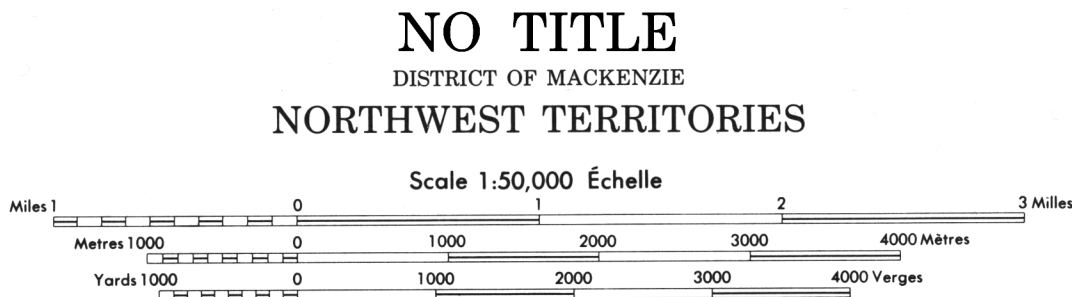 NO TITLE
DISTRICT OF MACKENZIE
NORTHWEST TERRITORIES
Scale 1:50,000 Échelle
Miles 1 0 1 2 3 Milles
Metres 1000 0 1000 2000 3000 4000 Mètres
Yards 1000 0 1000 2000 3000 4000 Verges